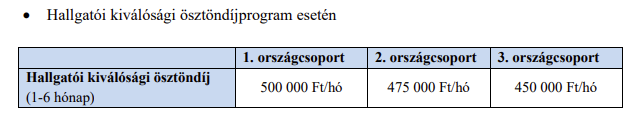 • Hallgatói kiválósági ösztöndíjprogram esetén
1. országcsoport 2. országcsoport 3. országcsoport
Hallgatói kiválósági ösztöndíj
(1-6 hónap) 500 000 Ft/hó 475 000 Ft/hó 450 000 Ft/hó